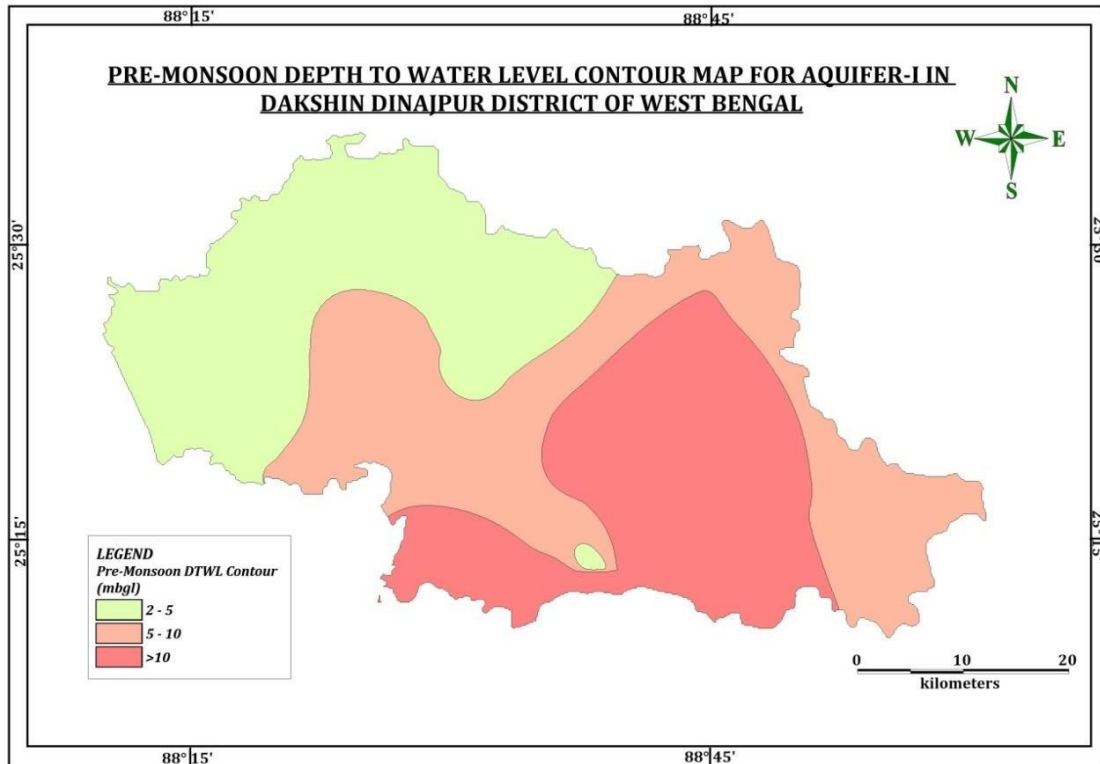 88°15'
88°45'
PRE-MONSOON DEPTH TO WATER LEVEL CONTOUR MAP FOR AQUIFER-I IN
DAKSHIN DINAJPUR DISTRICT OF WEST BENGAL
N
W E
S
25°30'
25°15'
25°15'
LEGEND
Pre-Monsoon DTWL Contour
(mbgl)
2 - 5
5 - 10
>10
0 10 20
kilometers
88°15'
88°45'